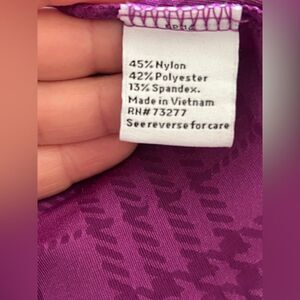 45% Nylon
42% Polyester
13% Spandex.
Made in Vietnam
RN# 73277
See reverse for care